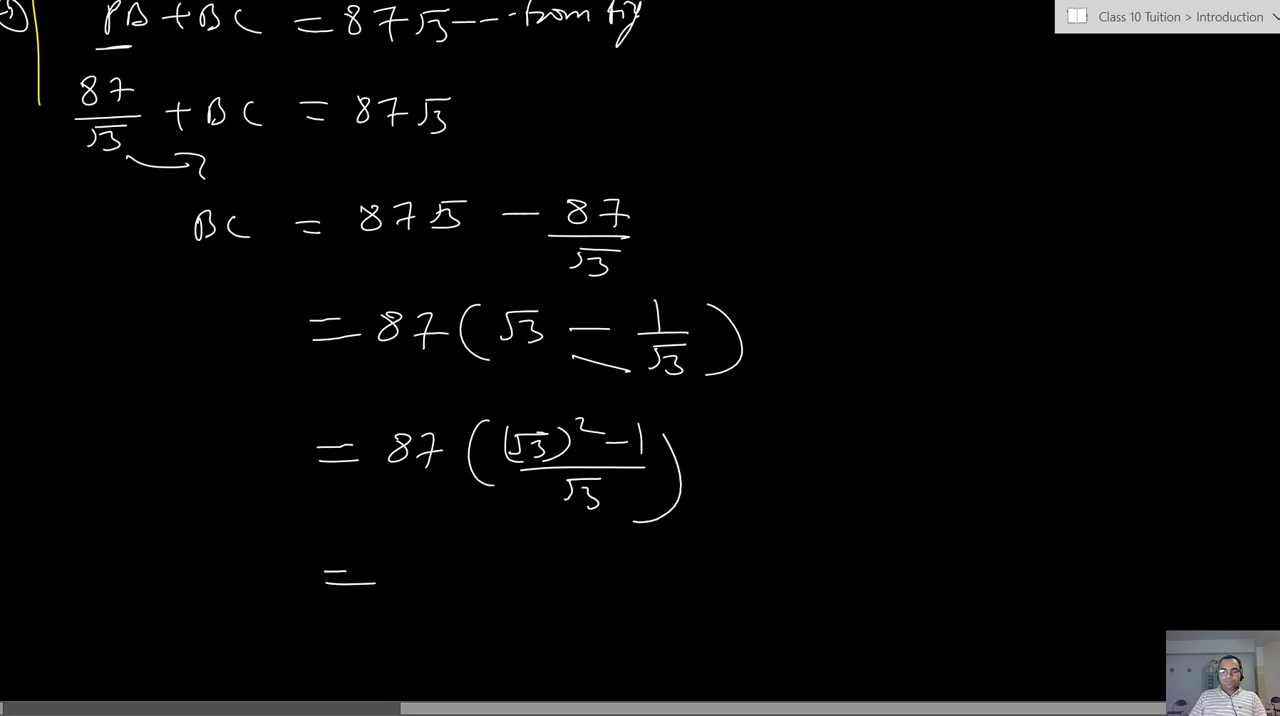 Class 10 Tuition > Introduction
PB + BC = 87√3 --- from fig
87/√3 + BC = 87√3
BC = 87√3 - 87/√3
= 87(√3 - 1/√3)
= 87((√3)² - 1/√3)
=